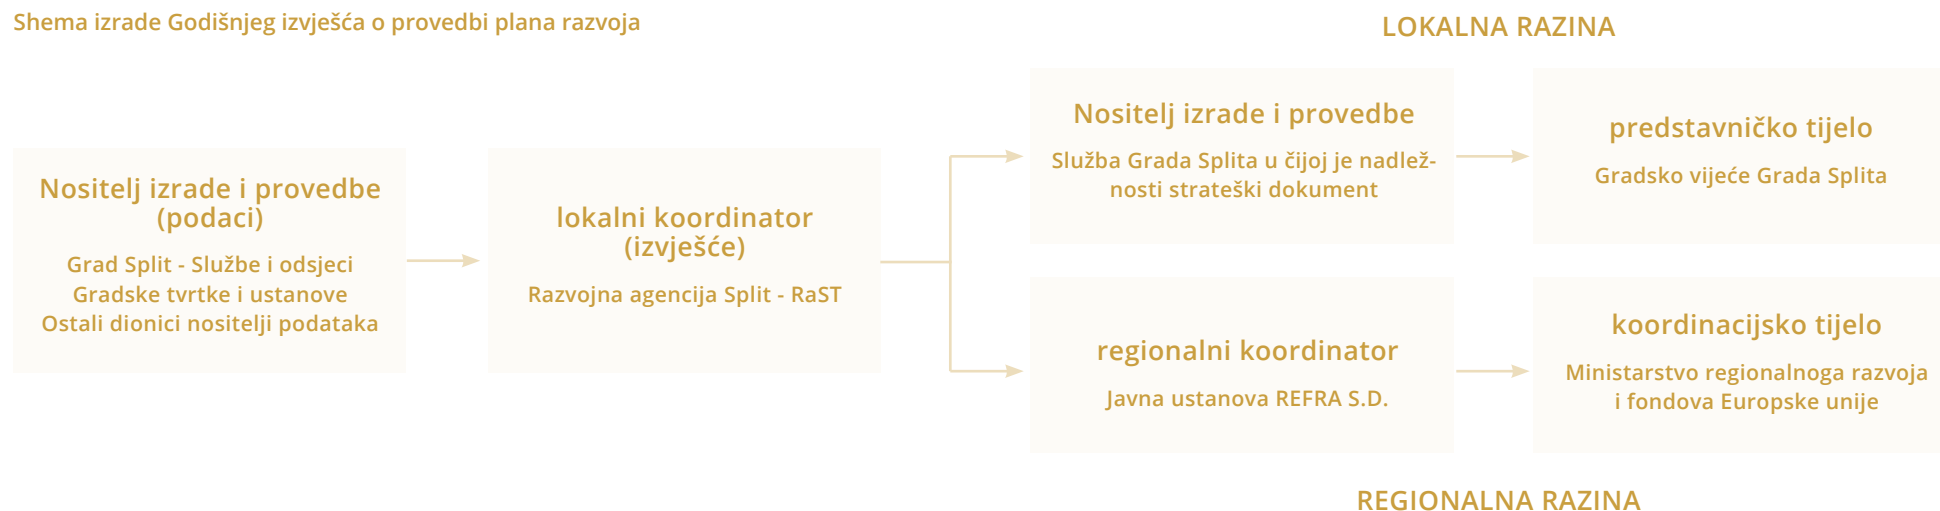 Shema izrade Godišnjeg izvješća o provedbi plana razvoja
LOKALNA RAZINA
Nositelj izrade i provedbe
(podaci)
Grad Split - Službe i odsjeci
Gradske tvrtke i ustanove
Ostali dionici nositelji podataka
lokalni koordinator
(izvješće)
Razvojna agencija Split - RaST
Nositelj izrade i provedbe
Služba Grada Splita u čijoj je nadlež-
nosti strateški dokument
predstavničko tijelo
Gradsko vijeće Grada Splita
regionalni koordinator
Javna ustanova REFRA S.D.
koordinacijsko tijelo
Ministarstvo regionalnoga razvoja
i fondova Europske unije
REGIONALNA RAZINA